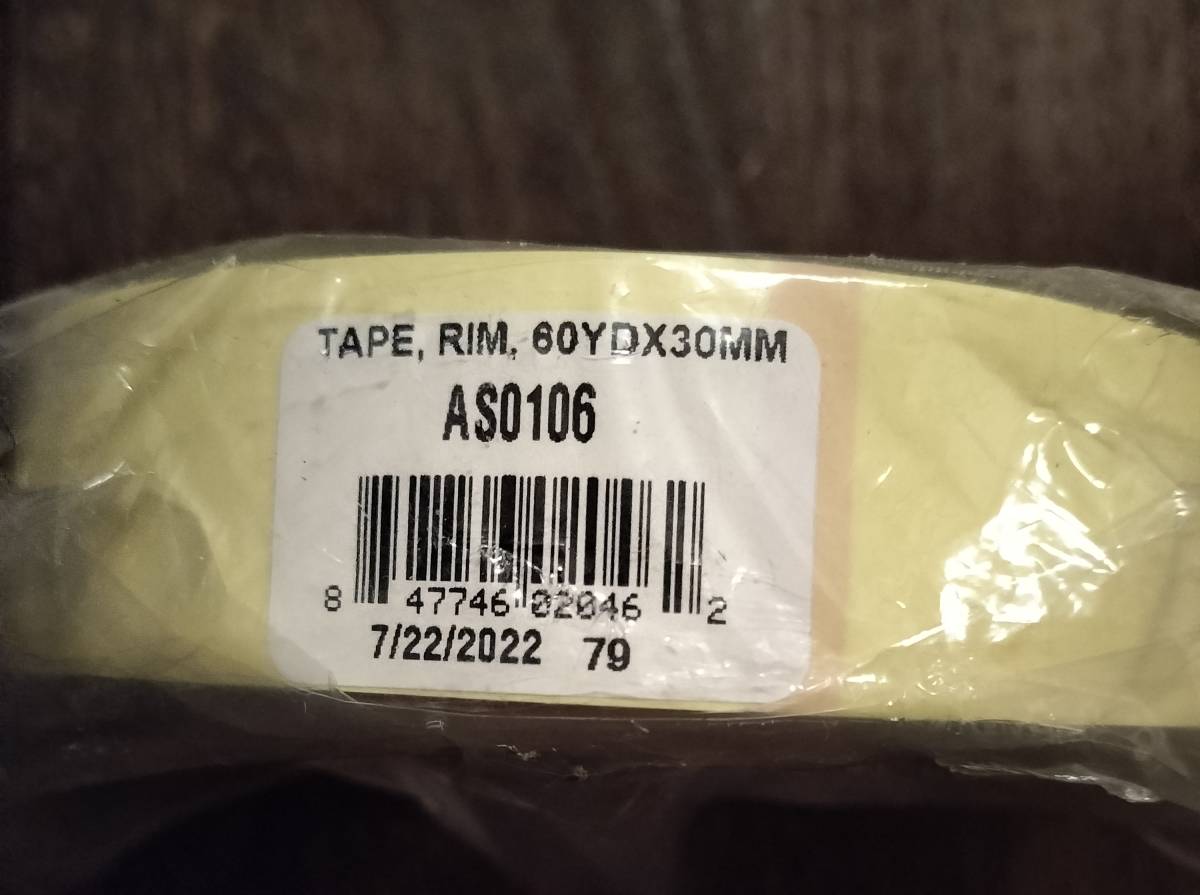 TAPE, RIM, 60YDX30MM
AS0106
8 47746 02046 2
7/22/2022 79